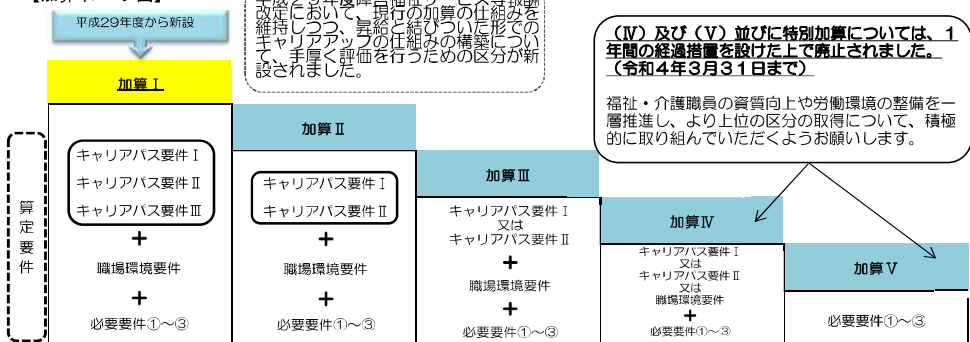 平成29年度から新設
改定において、現行の加算の仕組みを
維持しつつ、昇給と結びついた形での
キャリアアップの仕組みの構築につい
て、手厚く評価を行うための区分が新
設されました。
(Ⅳ)及び(Ⅴ)並びに特別加算については、1
年間の経過措置を設けた上で廃止されました。
(令和4年3月31日まで)
福祉・介護職員の資質向上や労働環境の整備を一
層推進し、より上位の区分の取得について、積極
的に取り組んでいただくようお願いします。
算定要件
加算Ⅰ
キャリアパス要件Ⅰ
キャリアパス要件Ⅱ
キャリアパス要件Ⅲ
+
職場環境要件
+
必要要件①～③
加算Ⅱ
キャリアパス要件Ⅰ
キャリアパス要件Ⅱ
+
職場環境要件
+
必要要件①～③
加算Ⅲ
キャリアパス要件Ⅰ
又は
キャリアパス要件Ⅱ
+
職場環境要件
+
必要要件①～③
加算Ⅳ
キャリアパス要件Ⅰ
又は
キャリアパス要件Ⅱ
又は
職場環境要件
+
必要要件①～③
加算Ⅴ
必要要件①～③